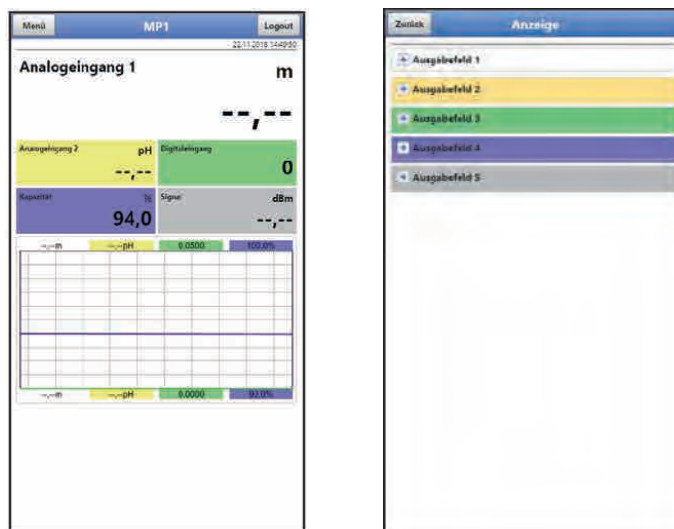 Menü MP1 Logout
22.11.2018 14:49:50
Analogeingang 1 m
--,--
Analogeingang 2 pH Digitaleingang
--,-- 0
Kapazität % Signal dBm
94,0 --,--
--,--m --,--pH 0.0500 100.0%
--,--m --,--pH 0.0000 90.0%
Zurück Anzeige
+ Ausgabefeld 1
+ Ausgabefeld 2
+ Ausgabefeld 3
+ Ausgabefeld 4
+ Ausgabefeld 5